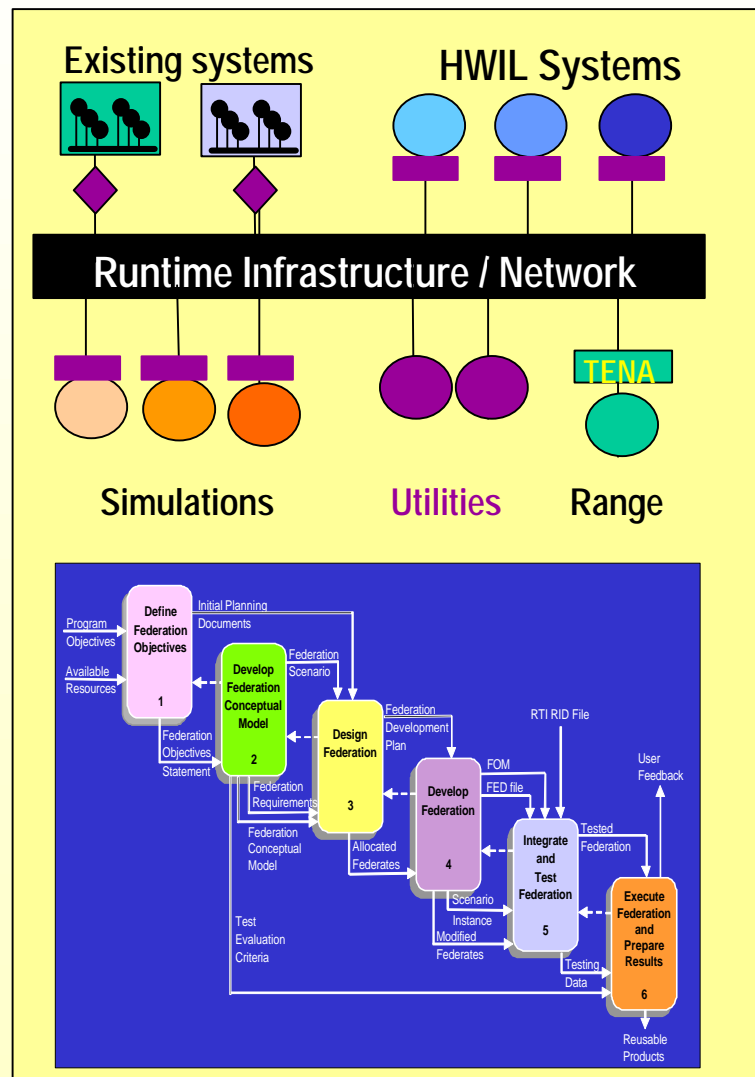 Existing systems
HWIL Systems
Runtime Infrastructure / Network
TENA
Simulations
Utilities
Range
Program
Objectives
Available
Resources
Define
Federation
Objectives
1
Initial Planning
Documents
Federation
Objectives
Statement
Develop
Federation
Conceptual
Model
2
Federation
Scenario
Federation
Requirements
Federation
Conceptual
Model
Test
Evaluation
Criteria
Design
Federation
3
Federation
Development
Plan
Allocated
Federates
Develop
Federation
4
FOM
FED file
RTI RID File
Scenario
Instance
Modified
Federates
Integrate
and
Test
Federation
5
Tested
Federation
User
Feedback
Testing
Data
Execute
Federation
and
Prepare
Results
6
Reusable
Products